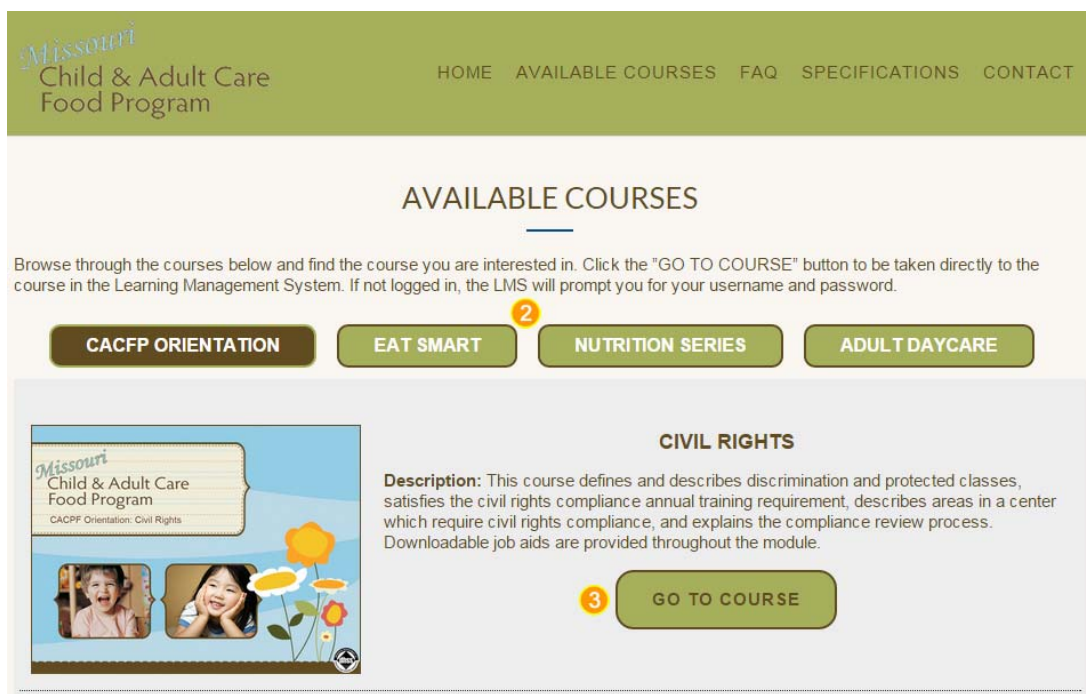 Missouri
Child & Adult Care
Food Program
HOME AVAILABLE COURSES FAQ SPECIFICATIONS CONTACT
AVAILABLE COURSES
Browse through the courses below and find the course you are interested in. Click the "GO TO COURSE" button to be taken directly to the
course in the Learning Management System. If not logged in, the LMS will prompt you for your username and password.
2
CACFP ORIENTATION EAT SMART NUTRITION SERIES ADULT DAYCARE
Missouri
Child & Adult Care
Food Program
CACPF Orientation: Civil Rights
CIVIL RIGHTS
Description: This course defines and describes discrimination and protected classes,
satisfies the civil rights compliance annual training requirement, describes areas in a center
which require civil rights compliance, and explains the compliance review process.
Downloadable job aids are provided throughout the module.
3 GO TO COURSE